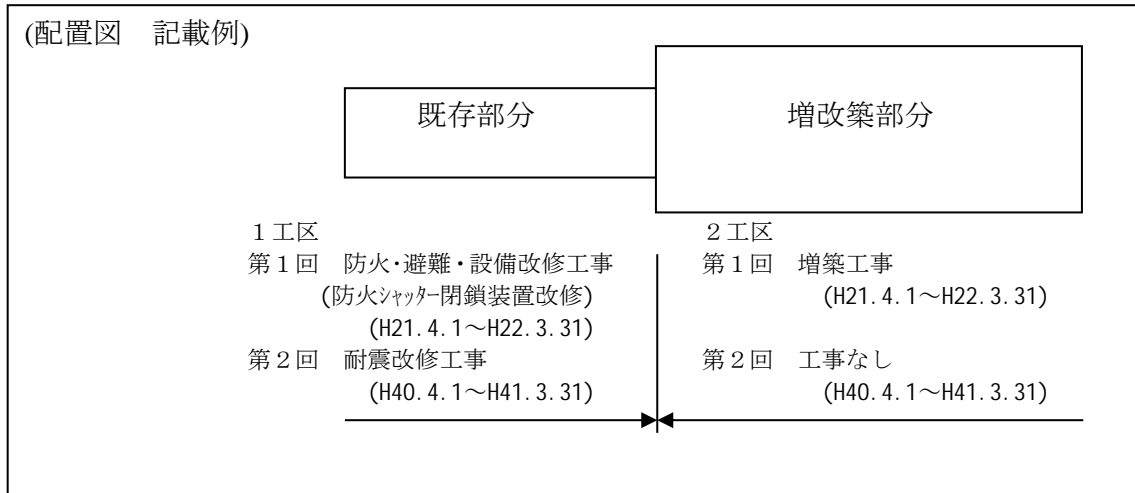 (配置図　記載例)
既存部分
増改築部分
１工区
第１回　防火・避難・設備改修工事
(防火ｼｬｯﾀｰ閉鎖装置改修)
(H21.4.1～H22.3.31)
第２回　耐震改修工事
(H40.4.1～H41.3.31)
２工区
第１回　増築工事
(H21.4.1～H22.3.31)
第２回　工事なし
(H40.4.1～H41.3.31)